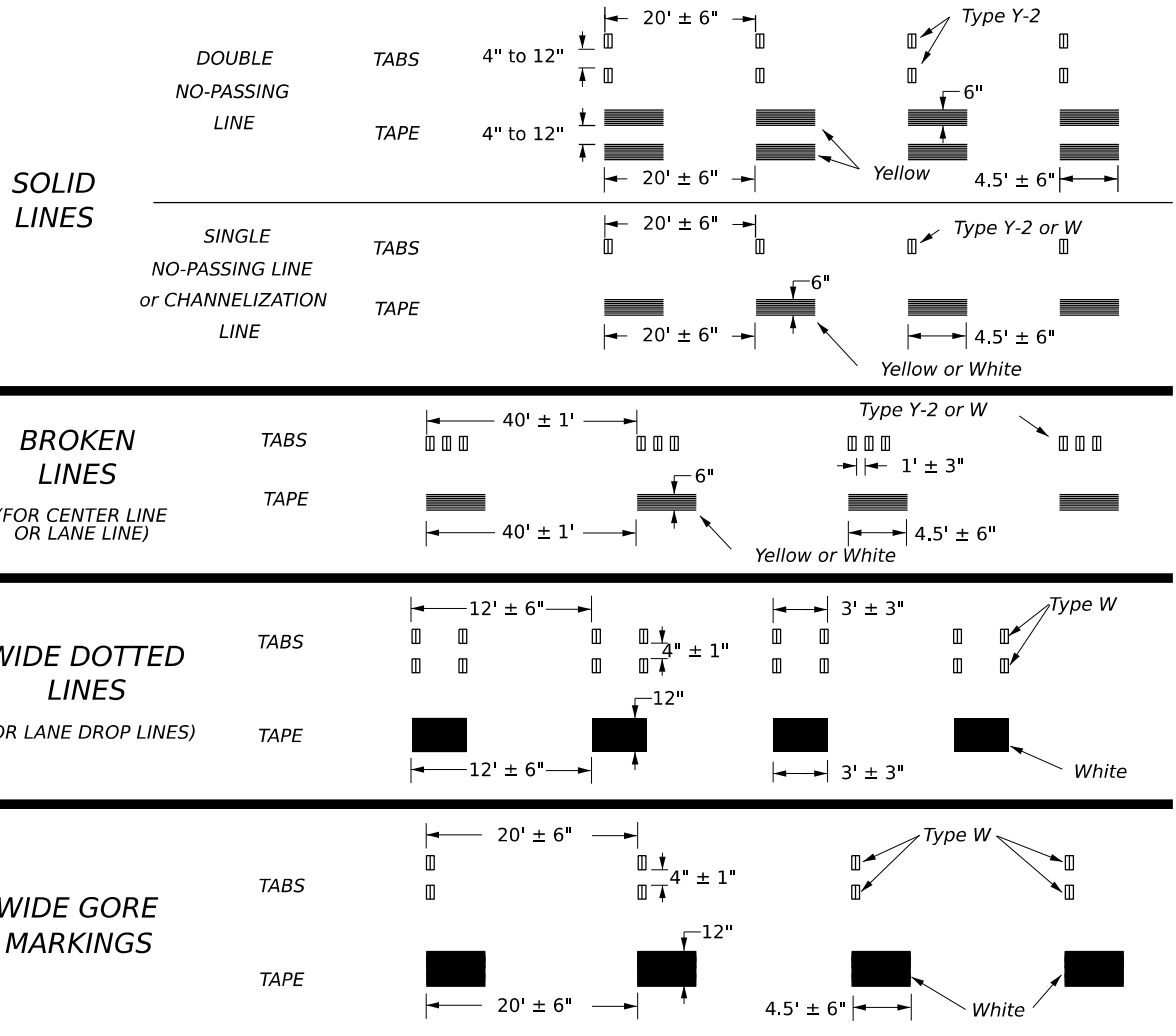 20' ± 6"
Type Y-2
DOUBLE
NO-PASSING
LINE
TABS
4" to 12"
6"
TAPE
4" to 12"
Yellow
20' ± 6"
4.5' ± 6"
SOLID
LINES
20' ± 6"
SINGLE
NO-PASSING LINE
or CHANNELIZATION
LINE
TABS
Type Y-2 or W
6"
TAPE
20' ± 6"
4.5' ± 6"
Yellow or White
BROKEN
LINES
(FOR CENTER LINE
OR LANE LINE)
40' ± 1'
Type Y-2 or W
TABS
1' ± 3"
6"
TAPE
40' ± 1'
4.5' ± 6"
Yellow or White
WIDE DOTTED
LINES
OR LANE DROP LINES)
12' ± 6"
3' ± 3"
Type W
TABS
4" ± 1"
12"
TAPE
12' ± 6"
3' ± 3"
White
WIDE GORE
MARKINGS
20' ± 6"
Type W
TABS
4" ± 1"
12"
TAPE
20' ± 6"
4.5' ± 6"
White